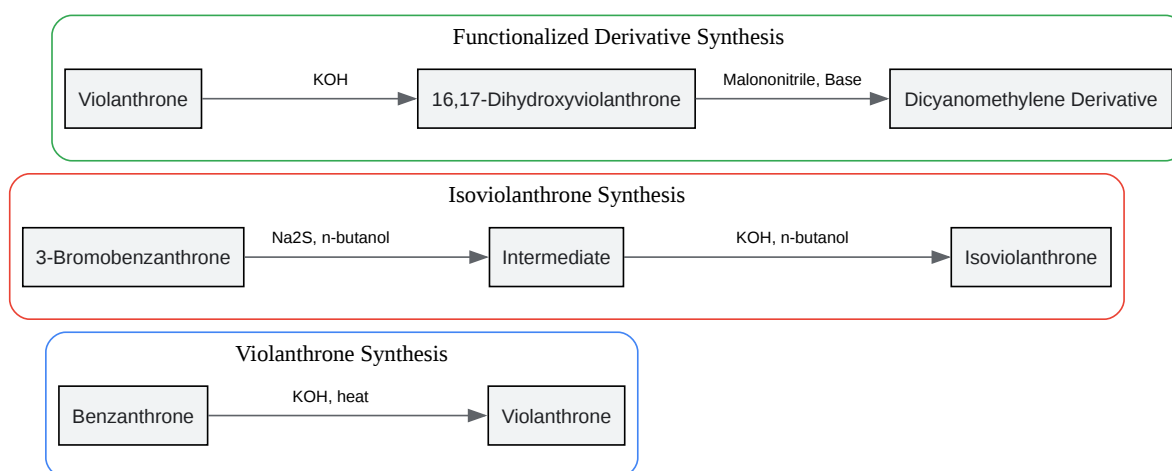 Functionalized Derivative Synthesis
Violanthrone
KOH
16,17-Dihydroxyviolanthrone
Malononitrile, Base
Dicyanomethylene Derivative
Isoviolanthrone Synthesis
3-Bromobenzanthrone
Na2S, n-butanol
Intermediate
KOH, n-butanol
Isoviolanthrone
Violanthrone Synthesis
Benzanthrone
KOH, heat
Violanthrone